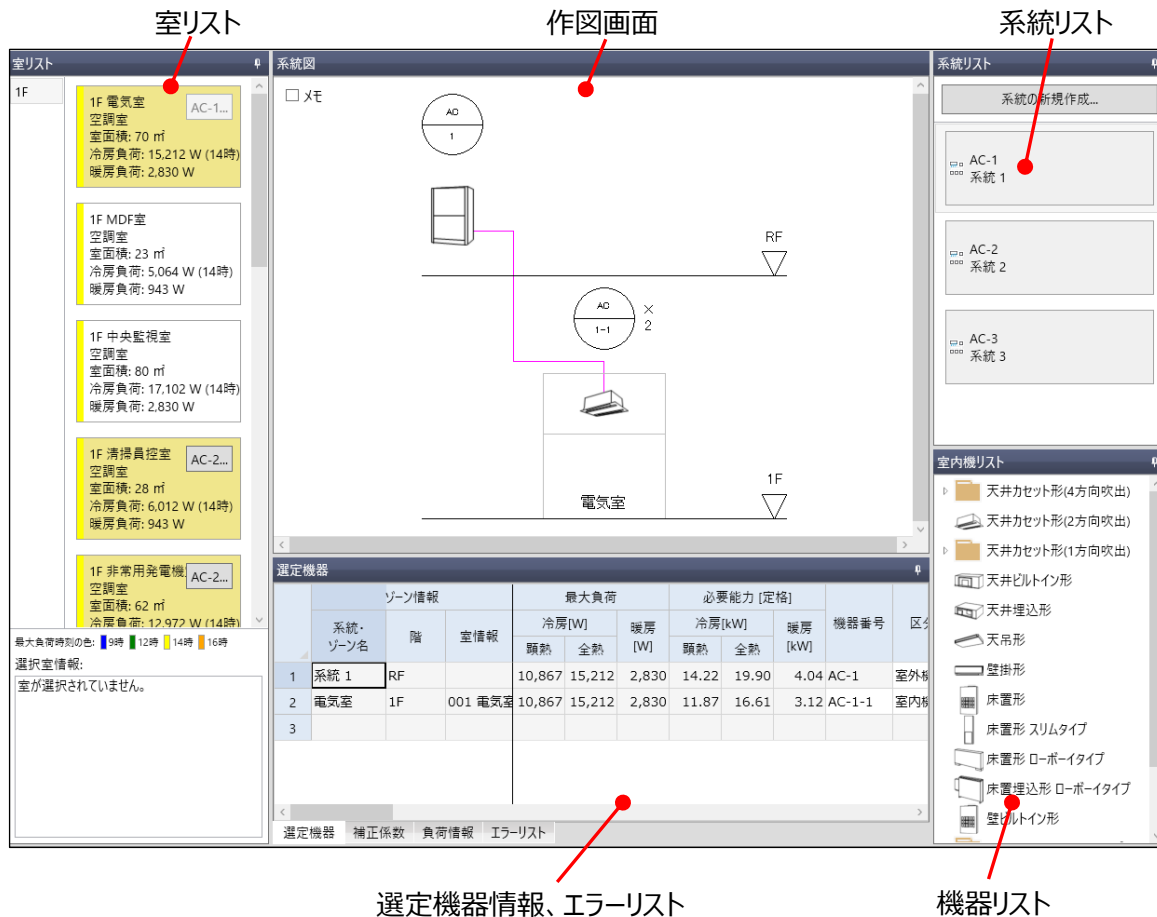 室リスト
作図画面
系統リスト
室リスト
1F
1F 電気室
AC-1...
空調室
室面積: 70 ㎡
冷房負荷: 15,212 W (14時)
暖房負荷: 2,830 W
1F MDF室
空調室
室面積: 23 ㎡
冷房負荷: 5,064 W (14時)
暖房負荷: 943 W
1F 中央監視室
空調室
室面積: 80 ㎡
冷房負荷: 17,102 W (14時)
暖房負荷: 2,830 W
1F 清掃員控室
AC-2...
空調室
室面積: 28 ㎡
冷房負荷: 6,012 W (14時)
暖房負荷: 943 W
1F 非常用発電機
AC-2...
空調室
室面積: 62 ㎡
冷房負荷: 12,972 W (14時)
最大負荷時刻の色: 9時 12時 14時 16時
選択室情報:
室が選択されていません。
系統図
メモ
AC
1
RF
AC
1-1
×
2
1F
電気室
選定機器
ゾーン情報 最大負荷 必要能力 [定格] 機器番号
系統・ゾーン名 階 室情報 冷房[W] 暖房[W] 冷房[kW] 暖房[kW]
顕熱 全熱 顕熱 全熱
1 系統 1 RF 10,867 15,212 2,830 14.22 19.90 4.04 AC-1 室外
2 電気室 1F 001 電気室 10,867 15,212 2,830 11.87 16.61 3.12 AC-1-1 室内
3
選定機器 補正係数 負荷情報 エラーリスト
系統リスト
系統の新規作成...
AC-1
系統 1
AC-2
系統 2
AC-3
系統 3
室内機リスト
天井カセット形(4方向吹出)
天井カセット形(2方向吹出)
天井カセット形(1方向吹出)
天井ビルトイン形
天井埋込形
天吊形
壁掛形
床置形
床置形 スリムタイプ
床置形 ローボーイタイプ
床置埋込形 ローボーイタイプ
壁ビルトイン形
選定機器情報、エラーリスト
機器リスト